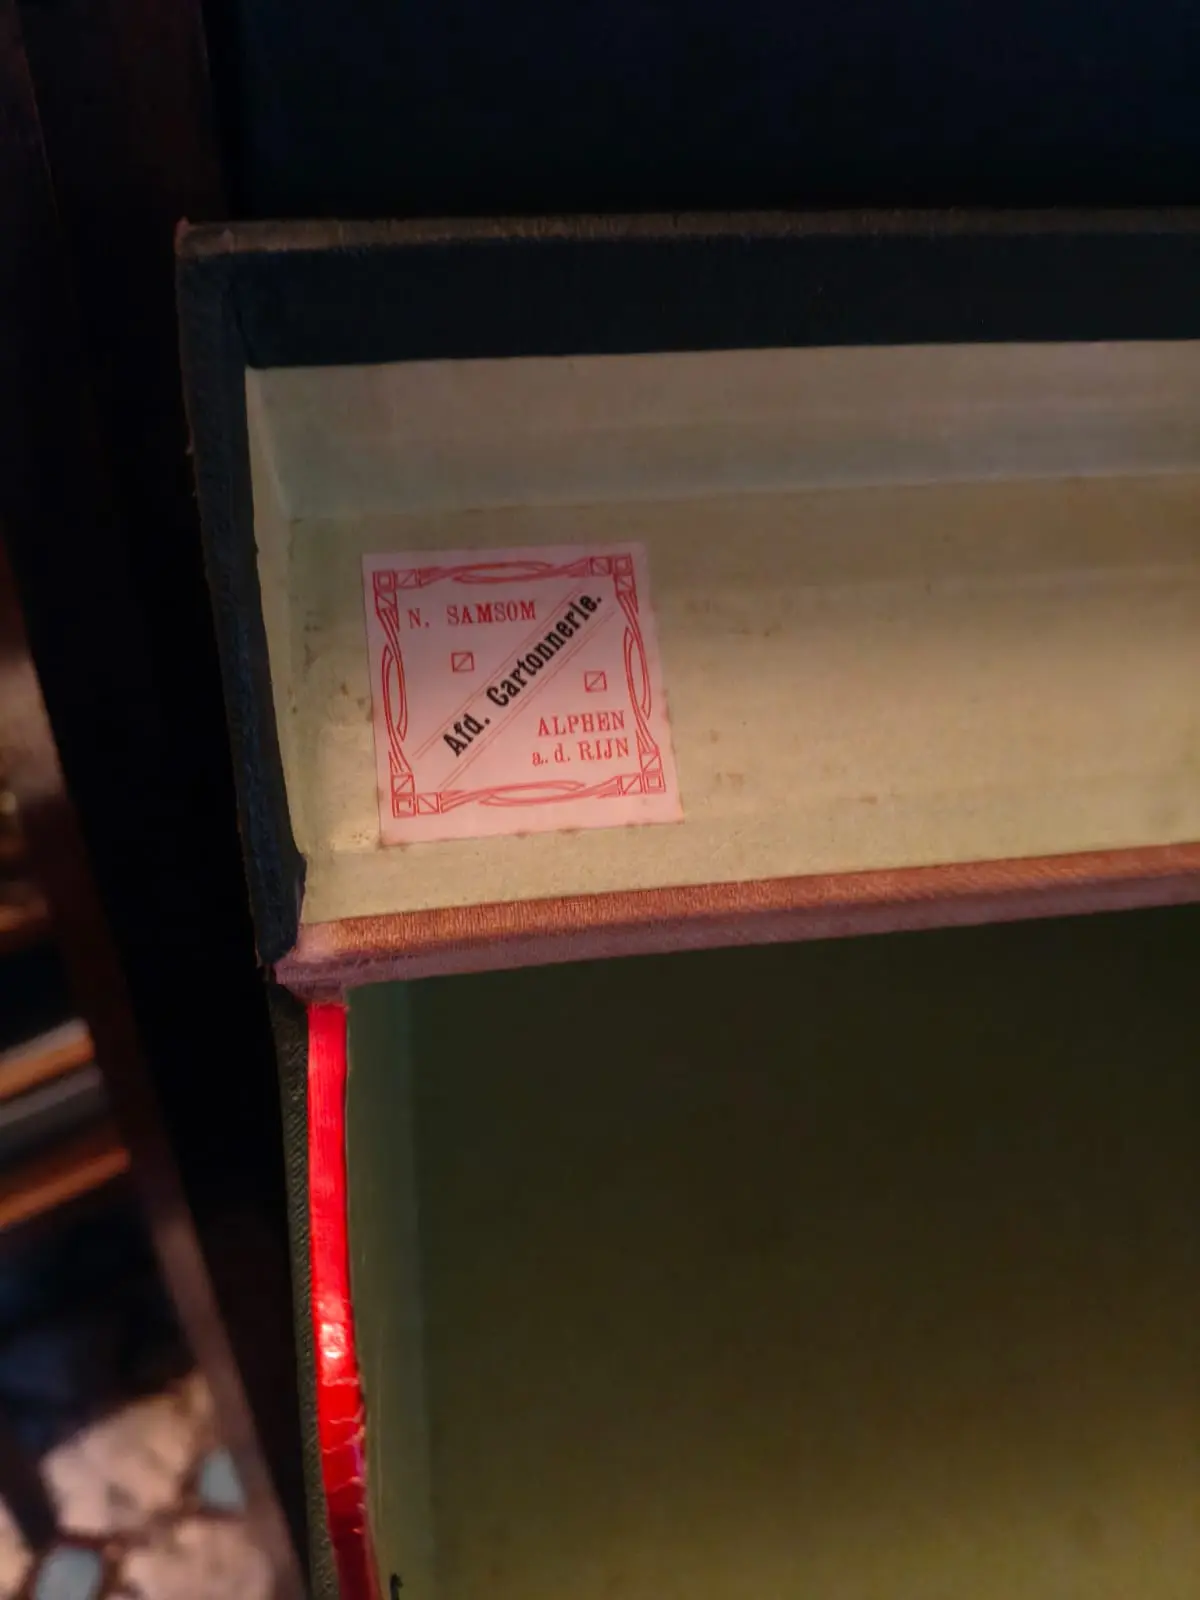 N. SAMSOM
Afd. Cartonnerie.
ALPHEN
a. d. RIJN